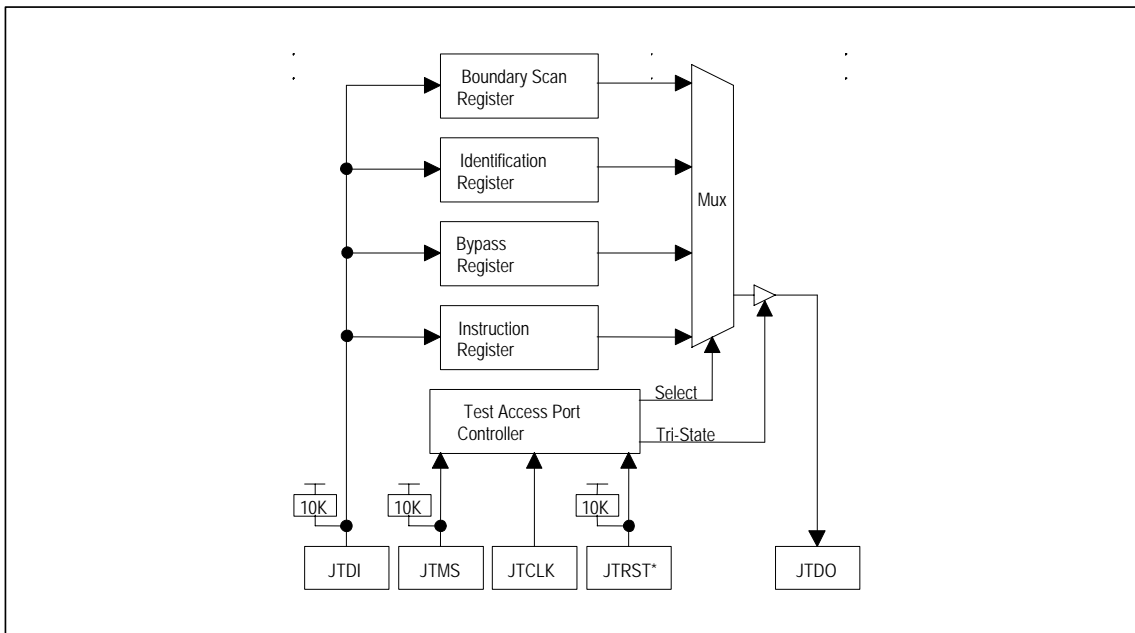 Boundary Scan
Register
Identification
Register
Mux
Bypass
Register
Instruction
Register
Select
Test Access Port
Controller
Tri-State
10K
10K
10K
JTDI
JTMS
JTCLK
JTRST*
JTDO